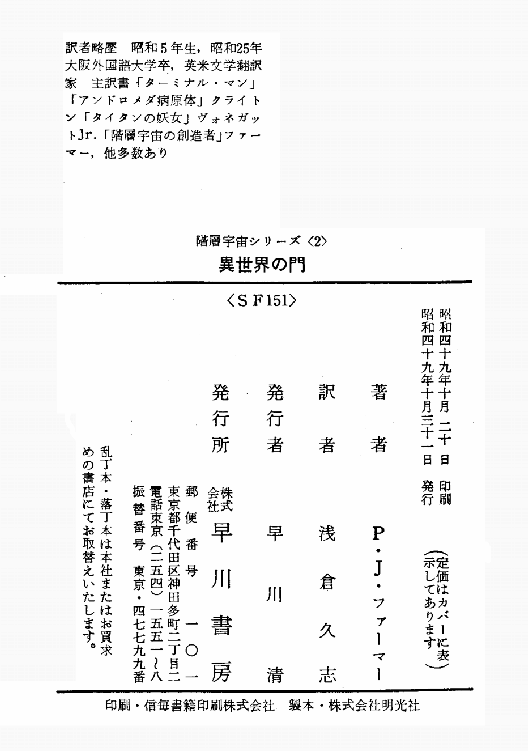 訳者略歴　昭和5年生，昭和25年
大阪外国語大学卒，英米文学翻訳
家　主訳書「ターミナル・マン」
「アンドロメダ病原体」クライト
ン「タイタンの妖女」ヴォネガッ
トJr.「階層宇宙の創造者」ファー
マー，他多数あり
階層宇宙シリーズ〈2〉
異世界の門
〈SF151〉
昭和四十九年十月二十日　印刷
昭和四十九年十月三十一日　発行
（定価はカバーに表
示してあります）
著者　P・J・ファーマー
訳者　浅倉久志
発行者　早川清
発行所　株式会社　早川書房
郵便番号　一〇一
東京都千代田区神田多町二丁目二
電話東京（二五四）一五五一〜八
振替番号　東京・四七七九九番
乱丁本・落丁本は本社またはお買求
めの書店にてお取替えいたします。
印刷・信毎書籍印刷株式会社　製本・株式会社明光社